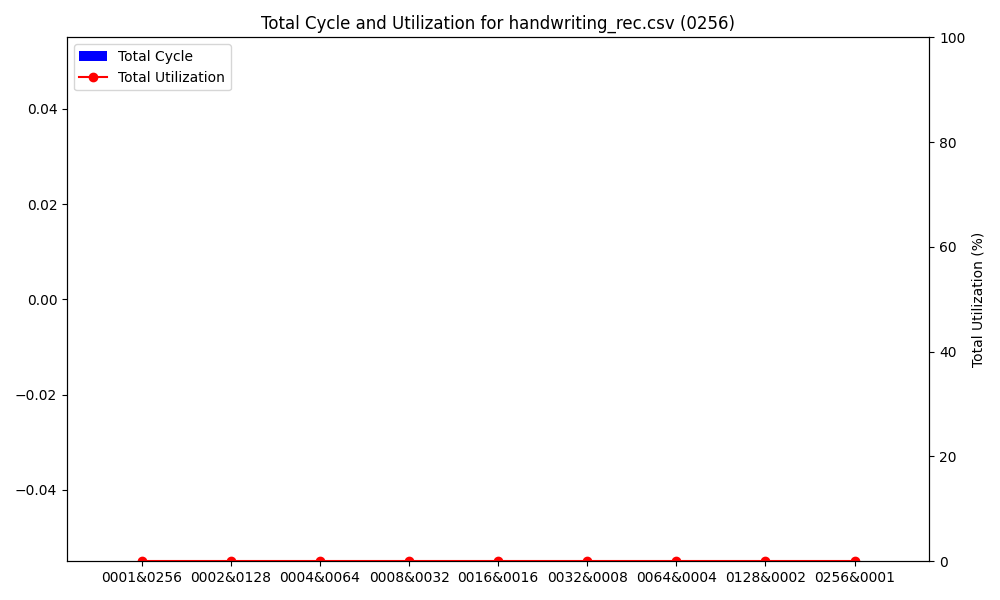 Total Cycle and Utilization for handwriting_rec.csv (0256)
Total Cycle
Total Utilization
0.04
0.02
0.00
−0.02
−0.04
100
80
60
40
20
0
Total Utilization (%)
0001&0256 0002&0128 0004&0064 0008&0032 0016&0016 0032&0008 0064&0004 0128&0002 0256&0001